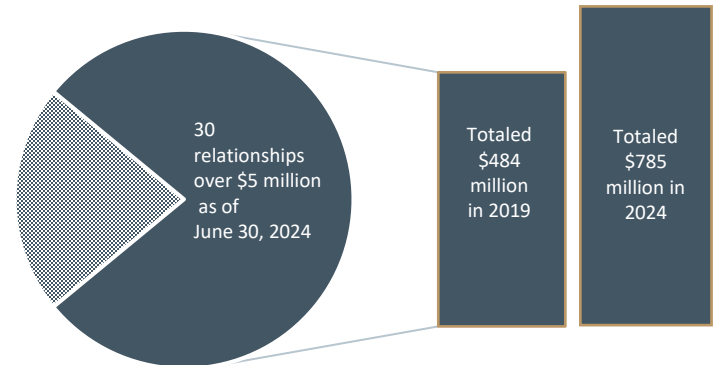 30
relationships
over $5 million
as of
June 30, 2024
Totaled
$484
million
in 2019
Totaled
$785
million in
2024